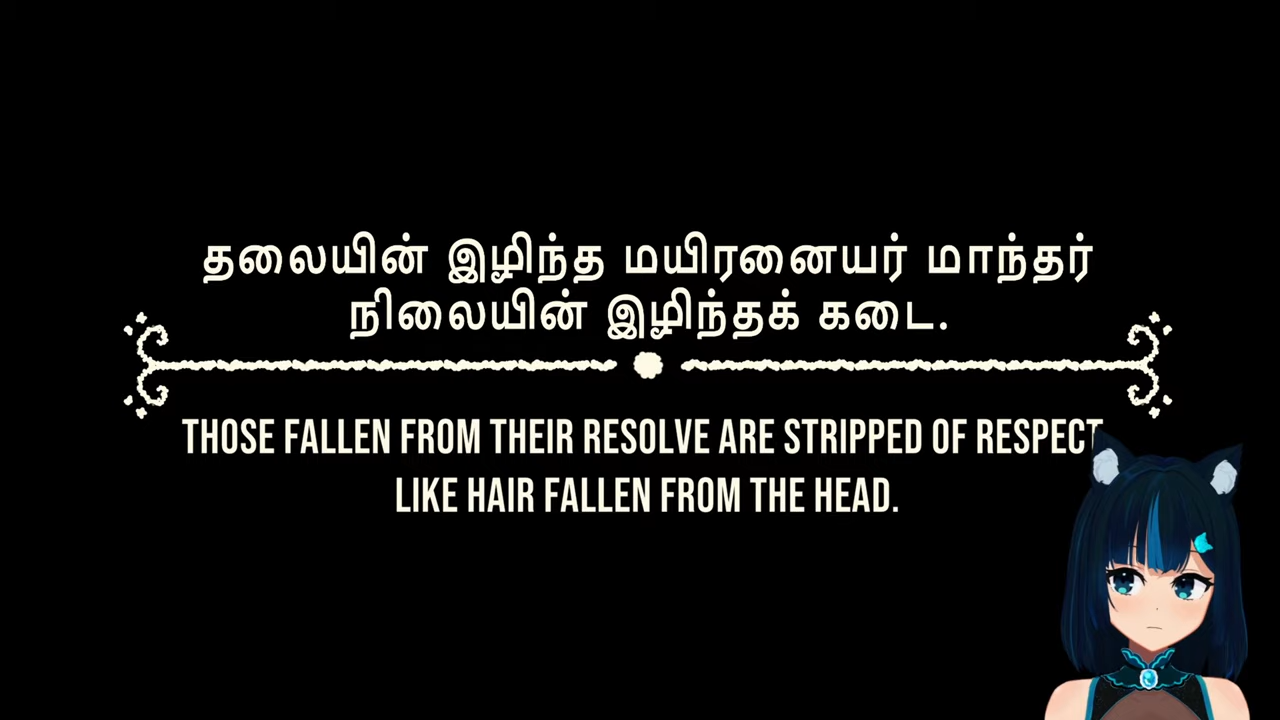 தலையின் இழிந்த மயிரனையர் மாந்தர்
நிலையின் இழிந்தக் கடை.
THOSE FALLEN FROM THEIR RESOLVE ARE STRIPPED OF RESPECT
LIKE HAIR FALLEN FROM THE HEAD.